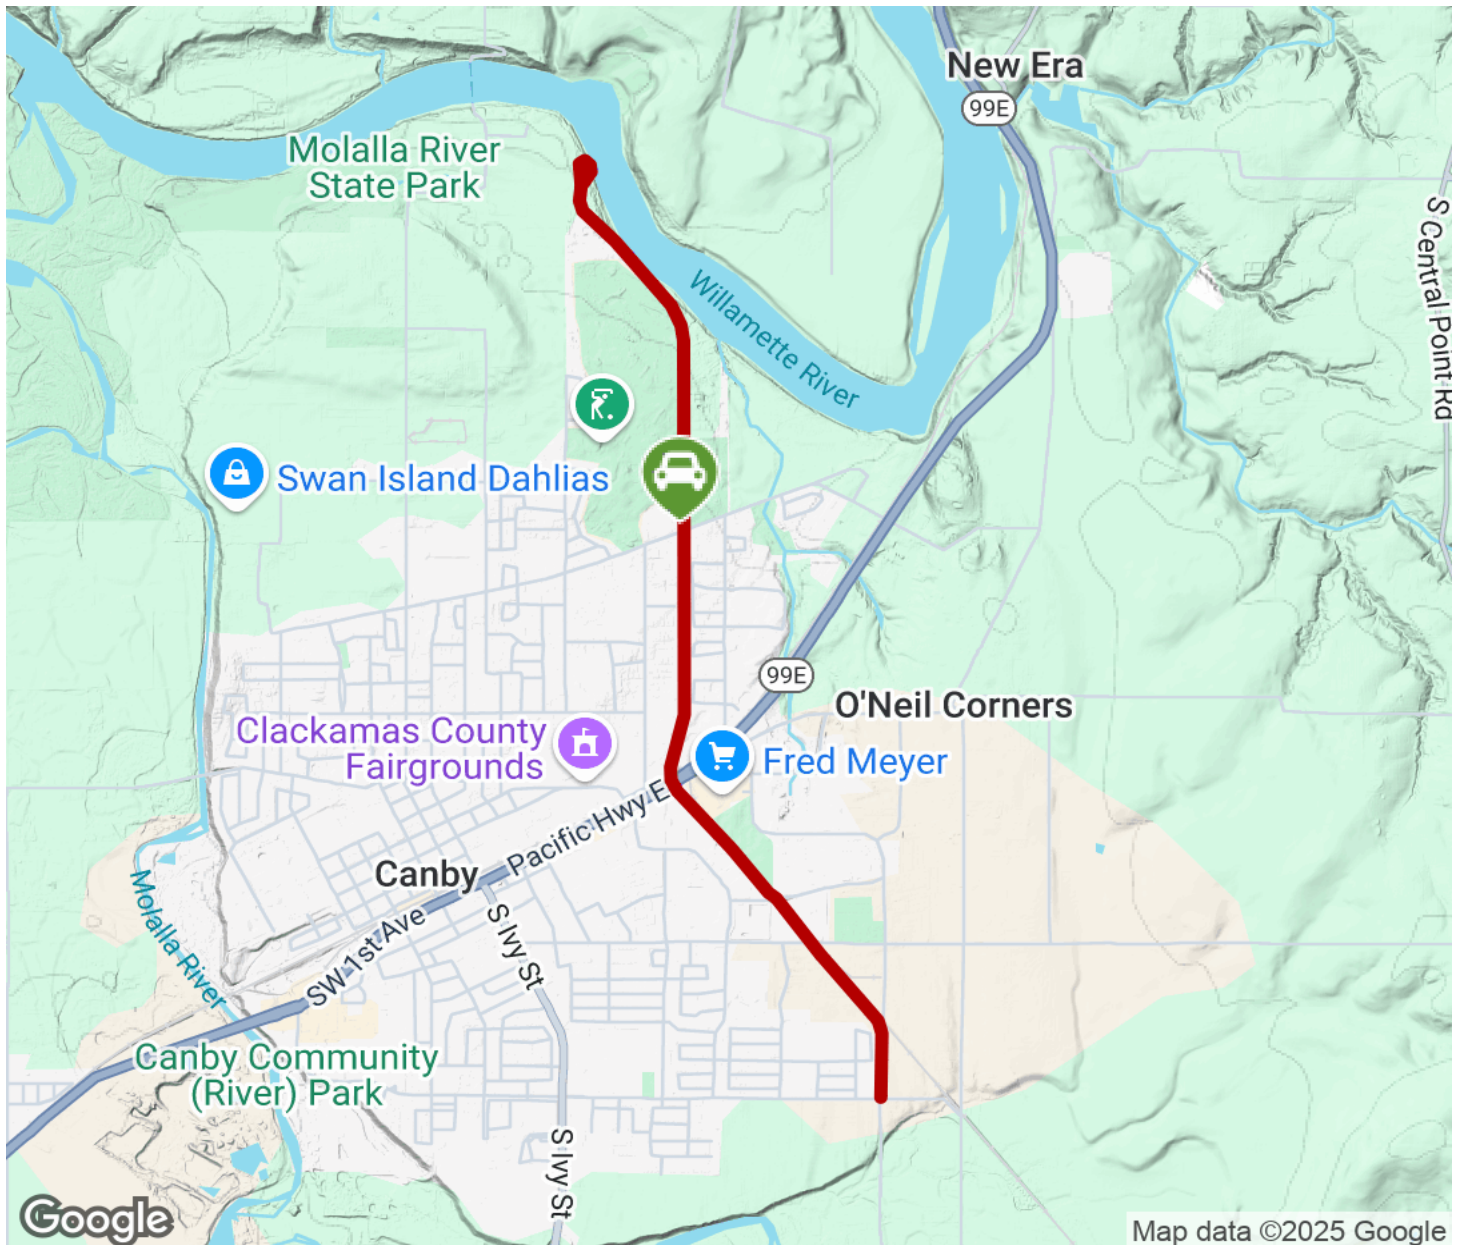 New Era
99E
Molalla River
State Park
S Central Point Rd
Willamette River
Swan Island Dahlias
99E
O'Neil Corners
Clackamas County
Fairgrounds
Fred Meyer
Pacific Hwy E
Canby
Molalla River
S Ivy St
SW 1st Ave
Canby Community
(River) Park
S Ivy St
Google
Map data ©2025 Google